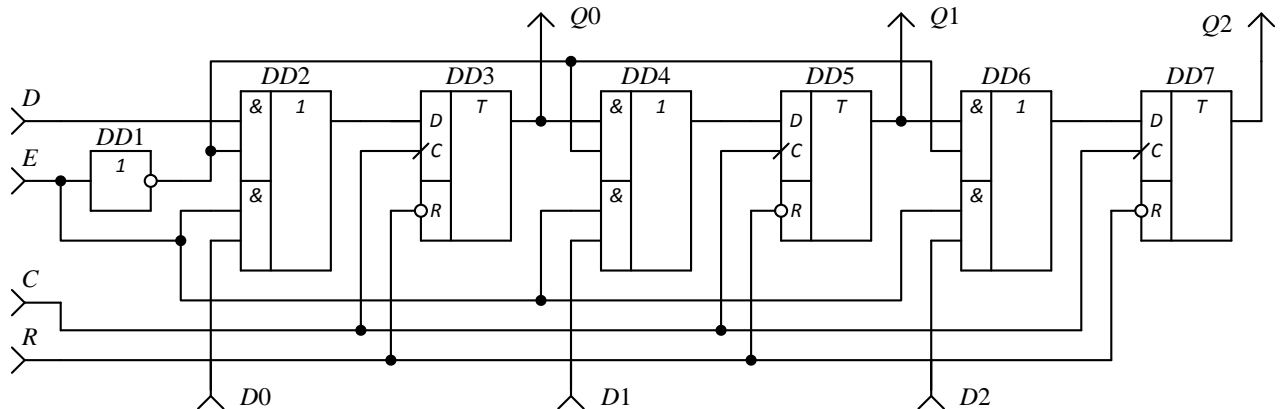 Q0 Q1 Q2
DD2 DD3 DD4 DD5 DD6 DD7
D & 1 D T & 1 D T & 1 D T
DD1
E 1 C C C
& R & R & R
C
R
D0 D1 D2